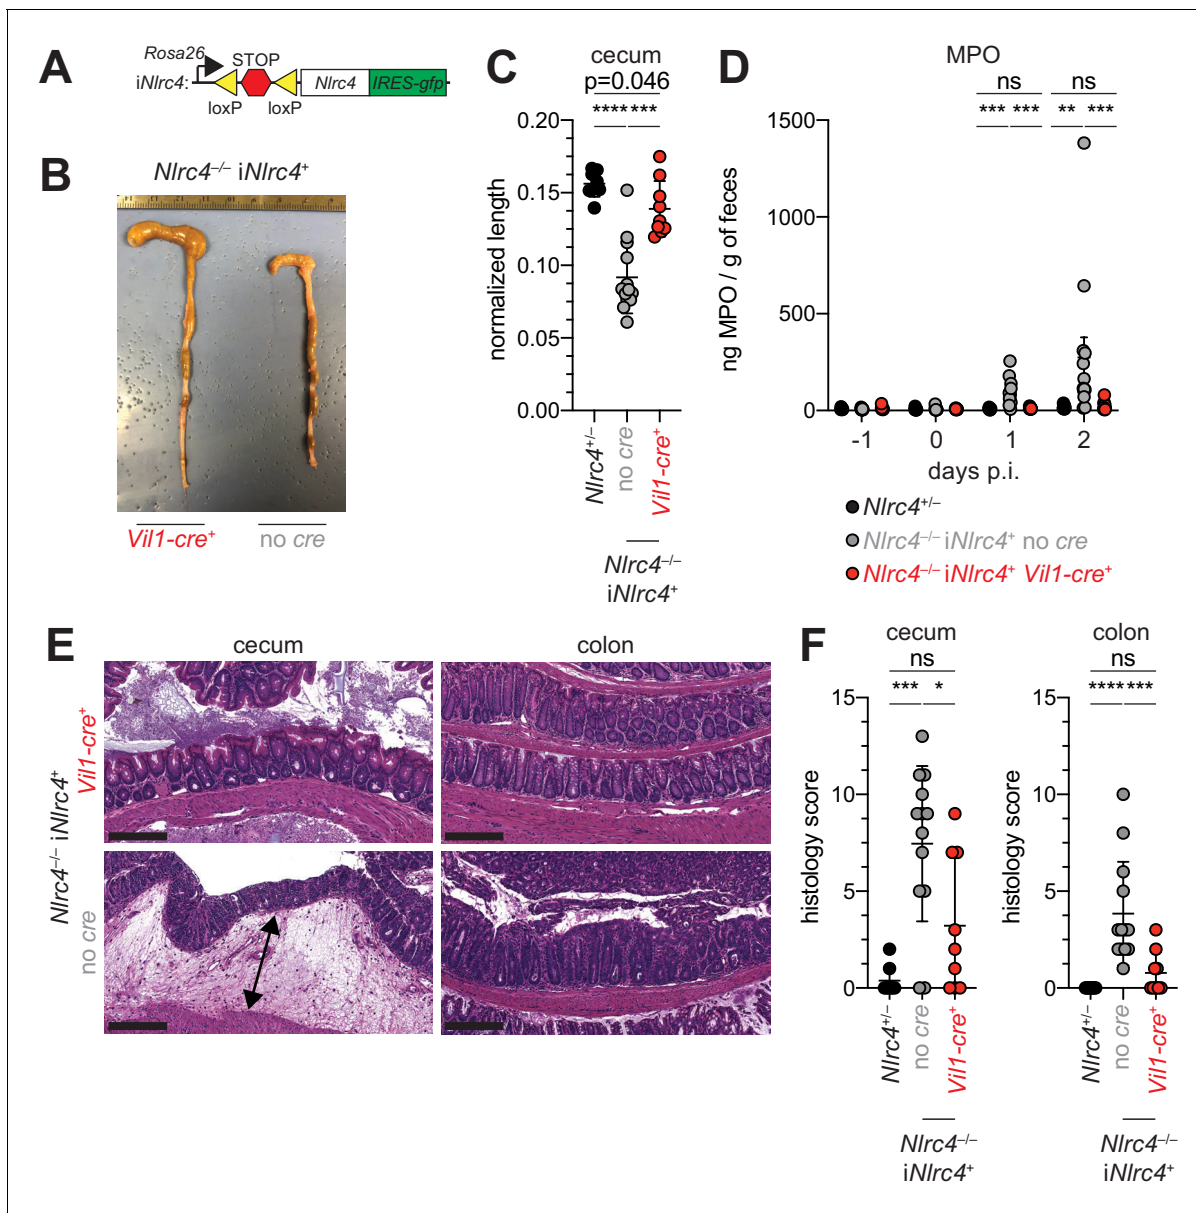 A
Rosa26
STOP
iNlrc4:
Nlrc4
IRES-gfp
loxP
loxP
B
Nlrc4–/– iNlrc4+
Vil1-cre+
no cre
C
cecum
p=0.046
****
***
0.20
0.15
0.10
0.05
0.00
normalized length
Nlrc4+/–
no cre
Vil1-cre+
Nlrc4–/–
iNlrc4+
D
MPO
ns
ns
***
***
**
***
1500
1000
500
0
ng MPO / g of feces
-1
0
1
2
days p.i.
Nlrc4+/–
Nlrc4–/– iNlrc4+ no cre
Nlrc4–/– iNlrc4+ Vil1-cre+
E
cecum
colon
Nlrc4–/– iNlrc4+
Vil1-cre+
no cre
F
cecum
ns
***
*
15
10
5
0
histology score
Nlrc4+/–
no cre
Vil1-cre+
Nlrc4–/–
iNlrc4+
colon
ns
****
***
15
10
5
0
histology score
Nlrc4+/–
no cre
Vil1-cre+
Nlrc4–/–
iNlrc4+